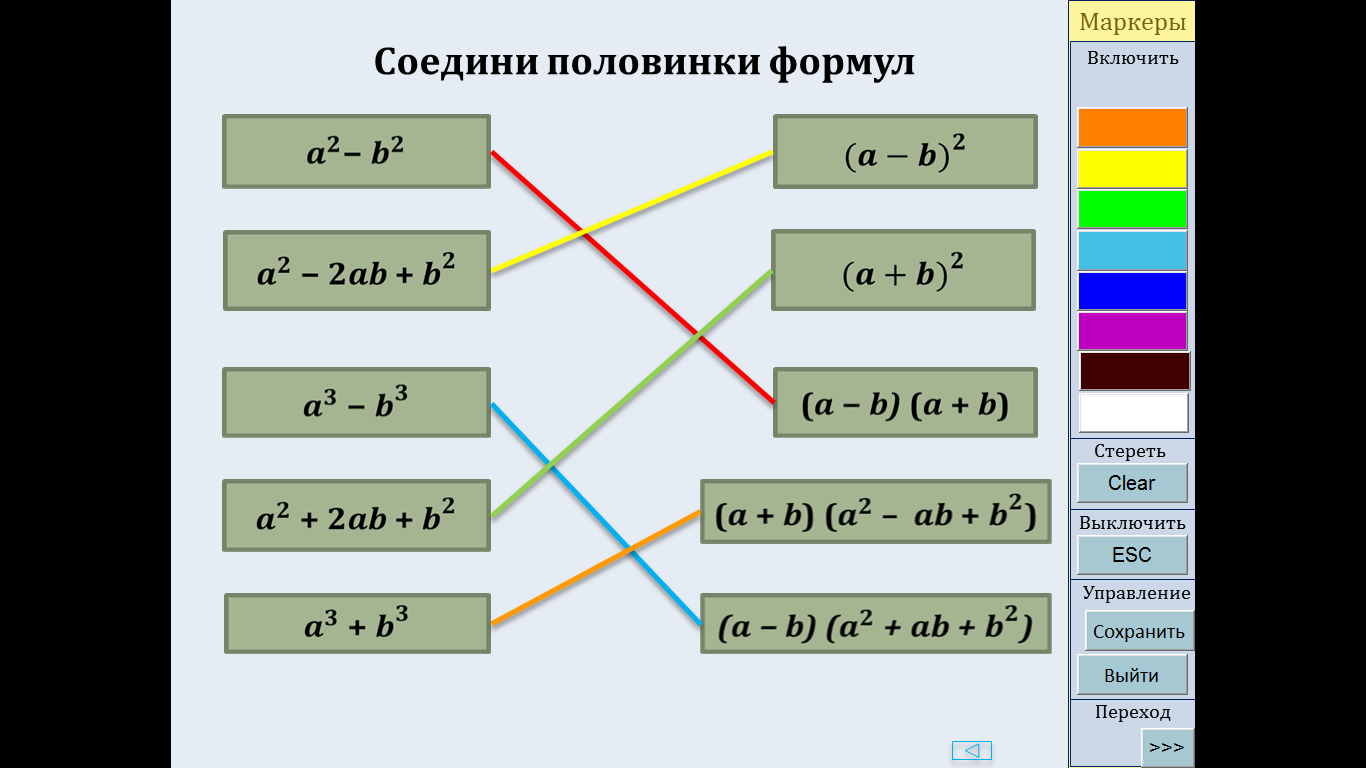 Соедини половинки формул
a² – b²
(a − b)²
a² − 2ab + b²
(a + b)²
a³ − b³
(a − b) (a + b)
a² + 2ab + b²
(a + b) (a² − ab + b²)
a³ + b³
(a − b) (a² + ab + b²)
Маркеры
Включить
Стереть
Clear
Выключить
ESC
Управление
Сохранить
Выйти
Переход
>>>